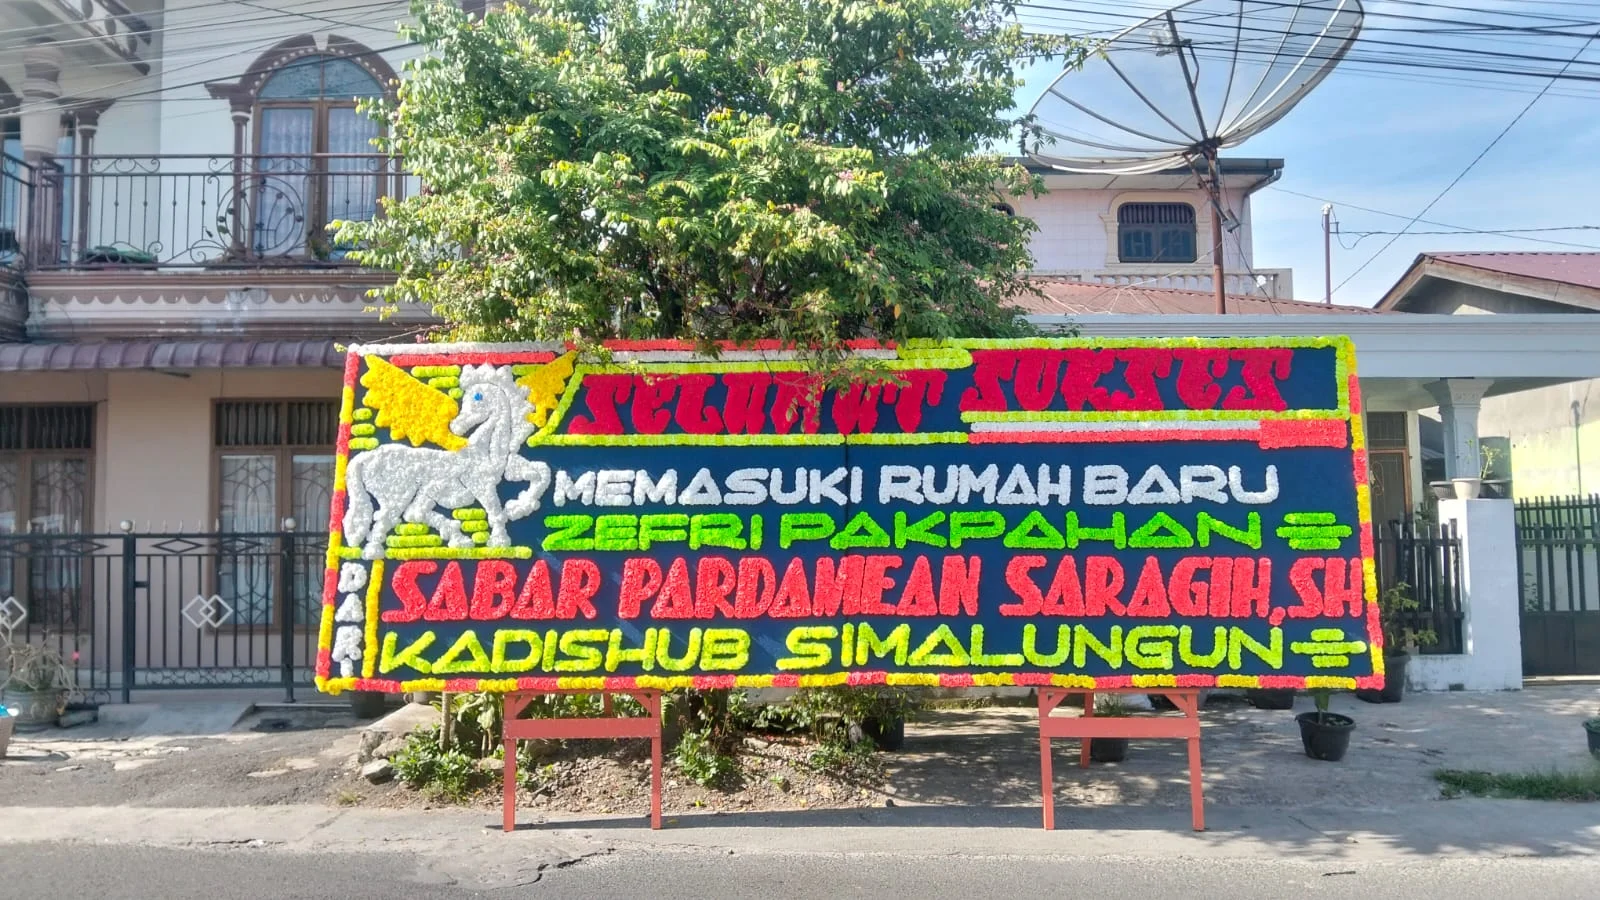 SELAMAT SUKSES
MEMASUKI RUMAH BARU
ZEFRI PAKPAHAN
DARI
SABAR PARDAMEAN SARAGIH,SH
KADISHUB SIMALUNGUN